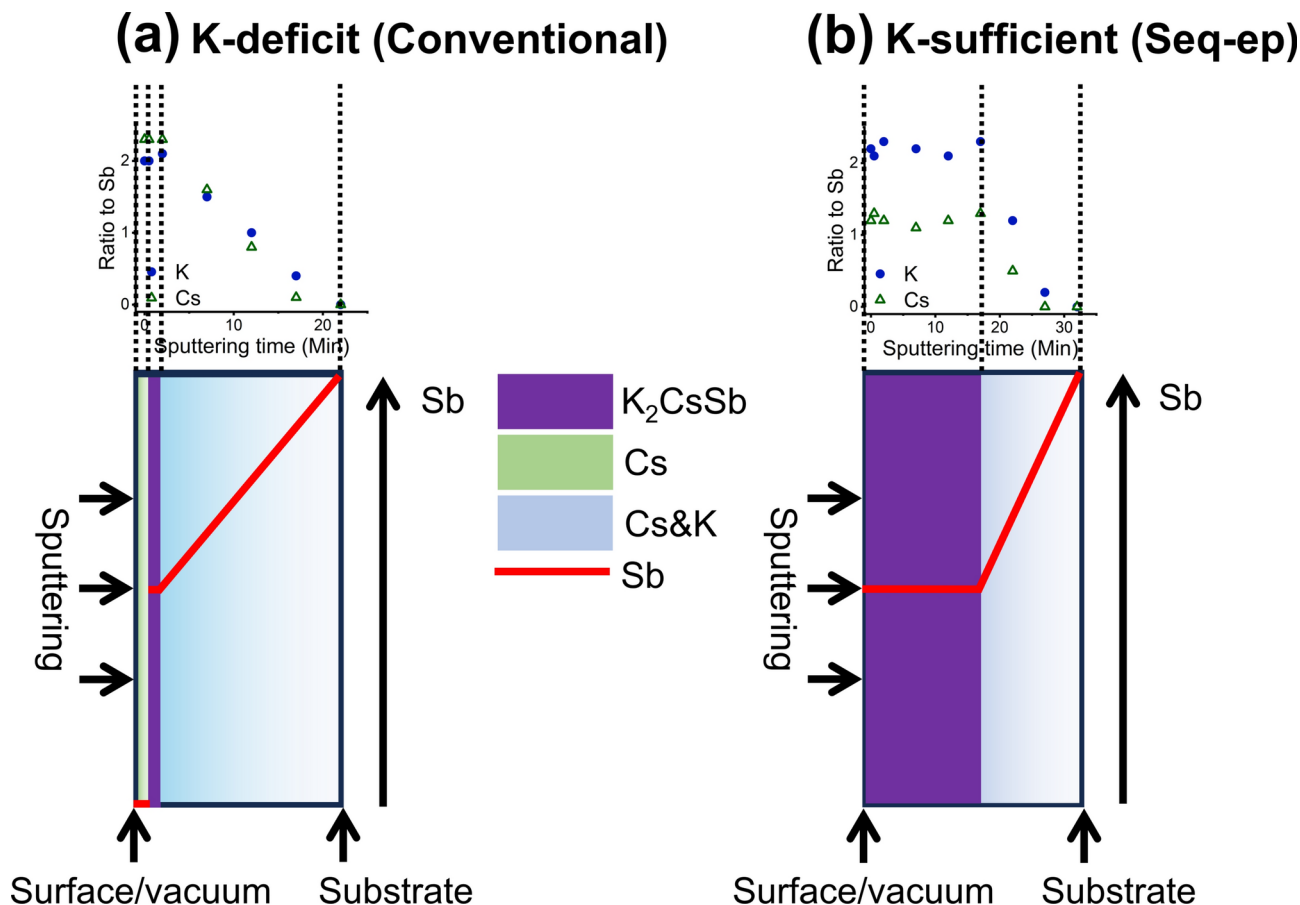 (a) K-deficit (Conventional)
2
1
0
Ratio to Sb
K
Cs
0
10
20
Sputtering time (Min)
Sb
Sputtering
Surface/vacuum
Substrate
K₂CsSb
Cs
Cs&K
Sb
(b) K-sufficient (Seq-ep)
2
1
0
Ratio to Sb
K
Cs
0
10
20
30
Sputtering time (Min)
Sb
Sputtering
Surface/vacuum
Substrate